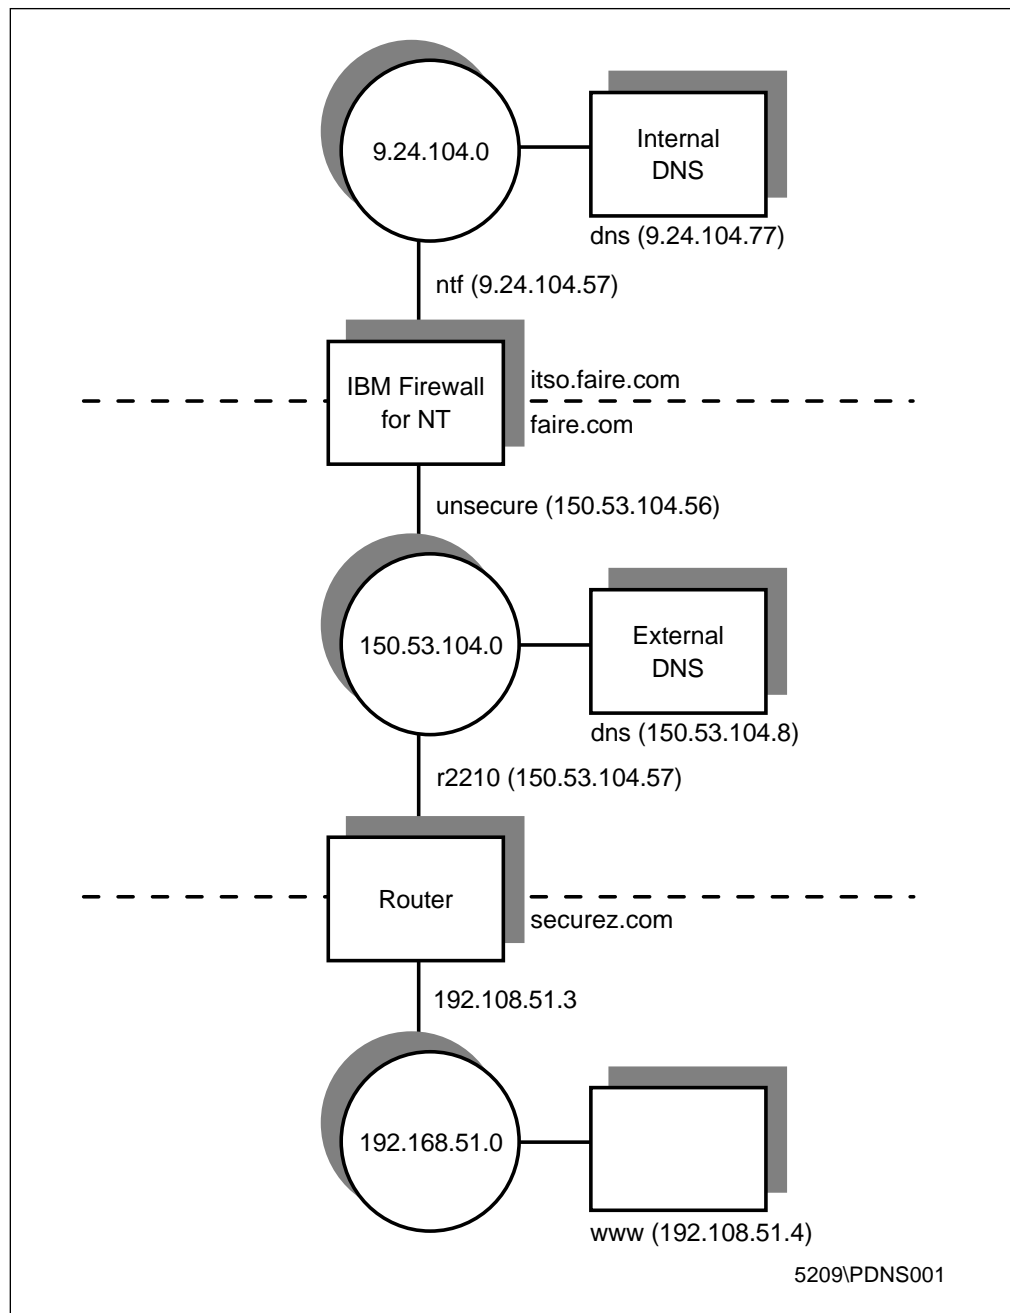 9.24.104.0
Internal
DNS
dns (9.24.104.77)
ntf (9.24.104.57)
IBM Firewall
for NT
itso.faire.com
faire.com
unsecure (150.53.104.56)
150.53.104.0
External
DNS
dns (150.53.104.8)
r2210 (150.53.104.57)
Router
securez.com
192.108.51.3
192.168.51.0
www (192.108.51.4)
5209\PDNS001